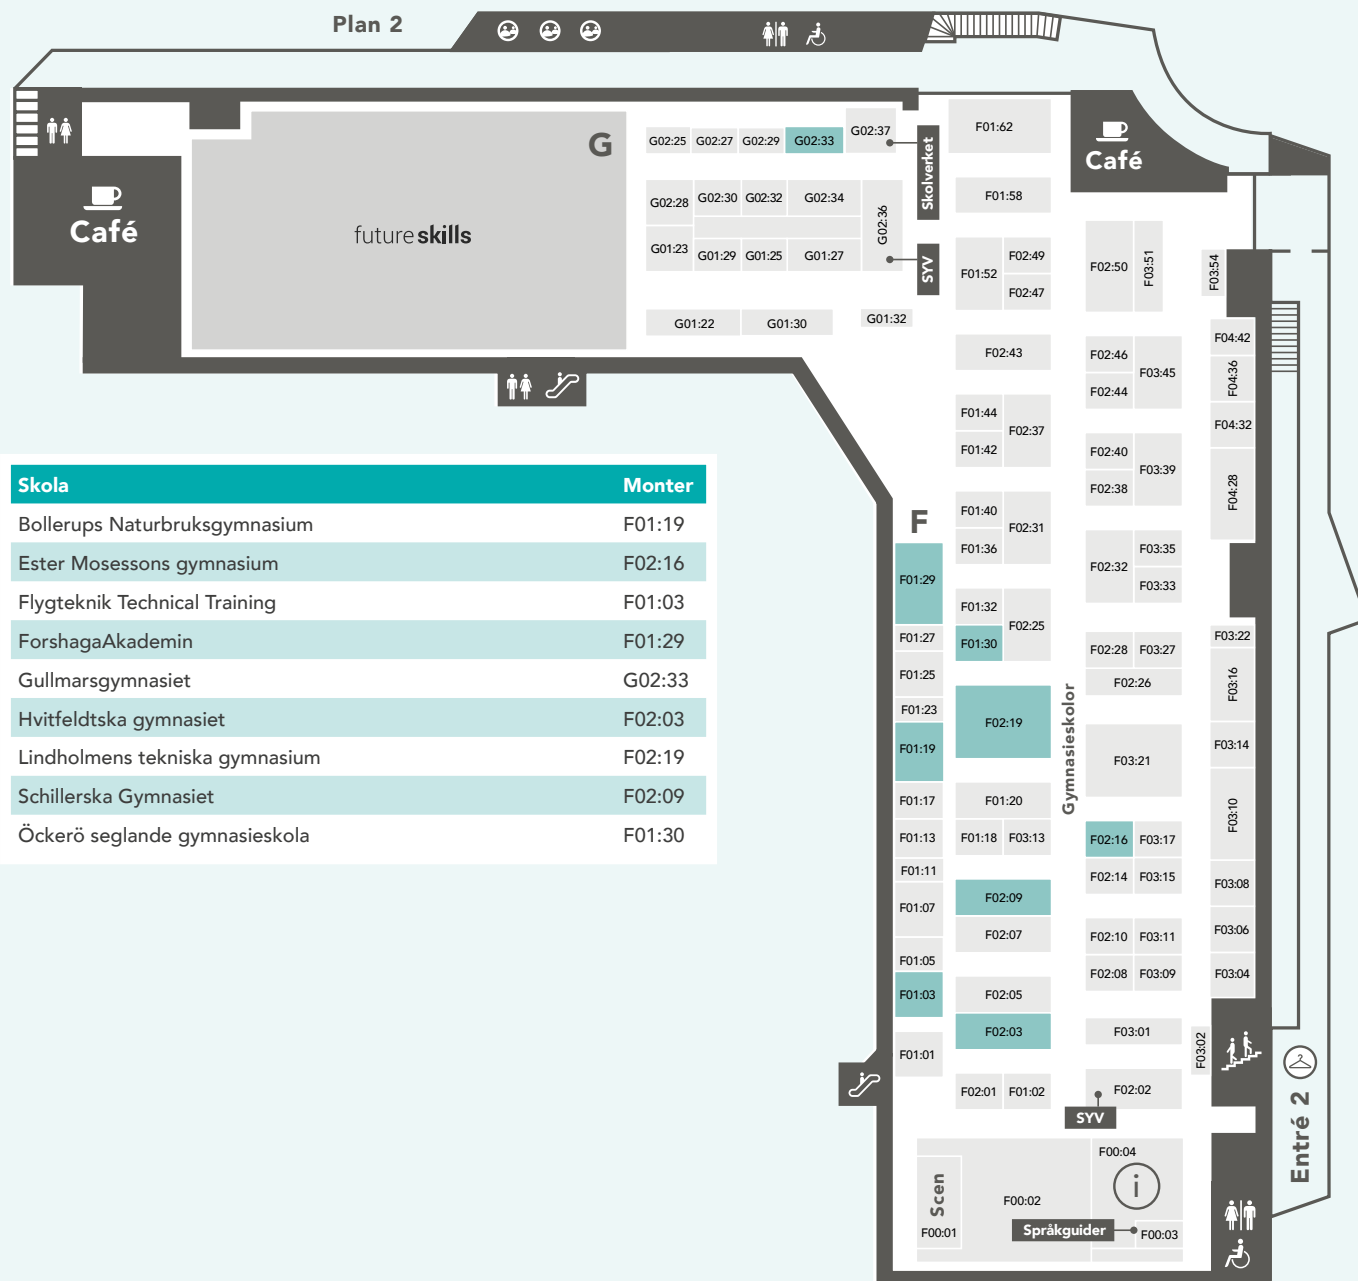 Plan 2
G
future skills
Café
Café
G02:25 G02:27 G02:29 G02:33 G02:37
Skolverket
G02:28 G02:30 G02:32 G02:34 G02:36
G01:23 G01:29 G01:25 G01:27
SYV
G01:22 G01:30 G01:32
F01:62
F01:58
F01:52 F02:49
F02:47
F02:43
F01:44 F02:37
F01:42
F01:40 F02:31
F01:36
F01:32 F02:25
F01:30
F02:19
F01:20
F01:18 F03:13
F02:09
F02:07
F02:05
F02:03
F02:01 F01:02
F
F01:29
F01:27
F01:25
F01:23
F01:19
F01:17
F01:13
F01:11
F01:07
F01:05
F01:03
F01:01
Gymnasieskolor
F02:50 F03:51
F03:54
F02:46 F03:45
F02:44
F02:40 F03:39
F02:38
F02:32 F03:35
F03:33
F02:28 F03:27
F02:26
F03:21
F02:16 F03:17
F02:14 F03:15
F02:10 F03:11
F02:08 F03:09
F03:01
F03:02
F02:02
SYV
F04:42
F04:36
F04:32
F04:28
F03:22
F03:16
F03:14
F03:10
F03:08
F03:06
F03:04
Entré 2
Scen
F00:01
F00:02
F00:04
i
Språkguider
F00:03
Skola Monter
Bollerups Naturbruksgymnasium F01:19
Ester Mosessons gymnasium F02:16
Flygteknik Technical Training F01:03
ForshagaAkademin F01:29
Gullmarsgymnasiet G02:33
Hvitfeldtska gymnasiet F02:03
Lindholmens tekniska gymnasium F02:19
Schillerska Gymnasiet F02:09
Öckerö seglande gymnasieskola F01:30